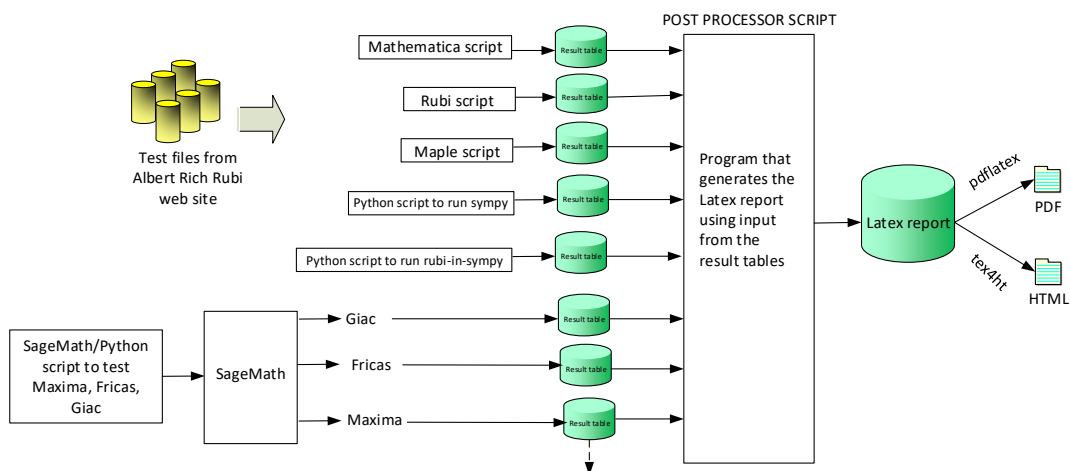 POST PROCESSOR SCRIPT
Mathematica script
Result table
Rubi script
Result table
Maple script
Result table
Python script to run sympy
Result table
Python script to run rubi-in-sympy
Result table
Test files from
Albert Rich Rubi
web site
SageMath/Python
script to test
Maxima, Fricas,
Giac
SageMath
Giac
Result table
Fricas
Result table
Maxima
Result table
Program that
generates the
Latex report
using input
from the
result tables
Latex report
pdflatex
PDF
tex4ht
HTML